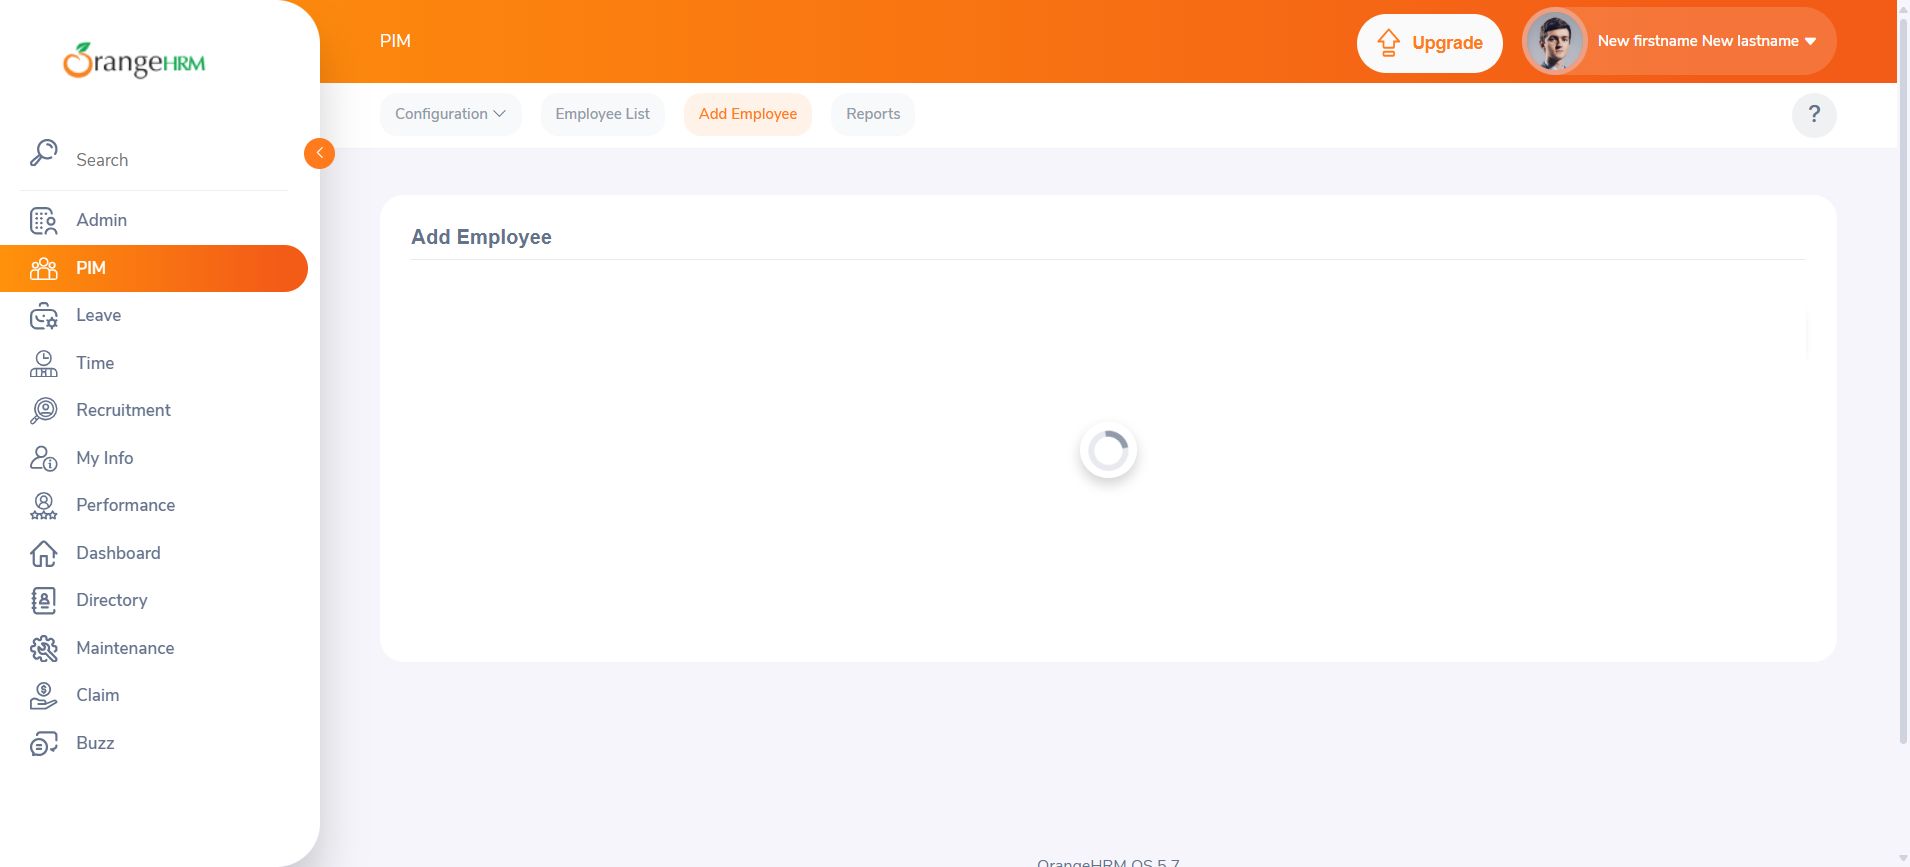 OrangeHRM
PIM
Upgrade
New firstname New lastname
Configuration
Employee List
Add Employee
Reports
?
Search
Admin
PIM
Leave
Time
Recruitment
My Info
Performance
Dashboard
Directory
Maintenance
Claim
Buzz
Add Employee
OrangeHRM OS 5.7